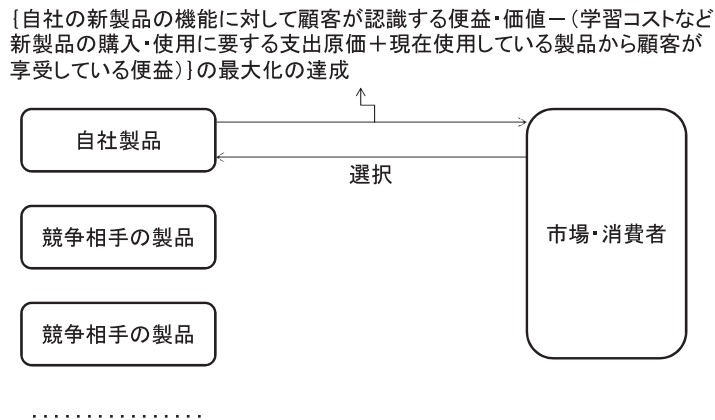 {自社の新製品の機能に対して顧客が認識する便益・価値－(学習コストなど
新製品の購入・使用に要する支出原価＋現在使用している製品から顧客が
享受している便益)}の最大化の達成
自社製品
選択
競争相手の製品
市場・消費者
競争相手の製品
················